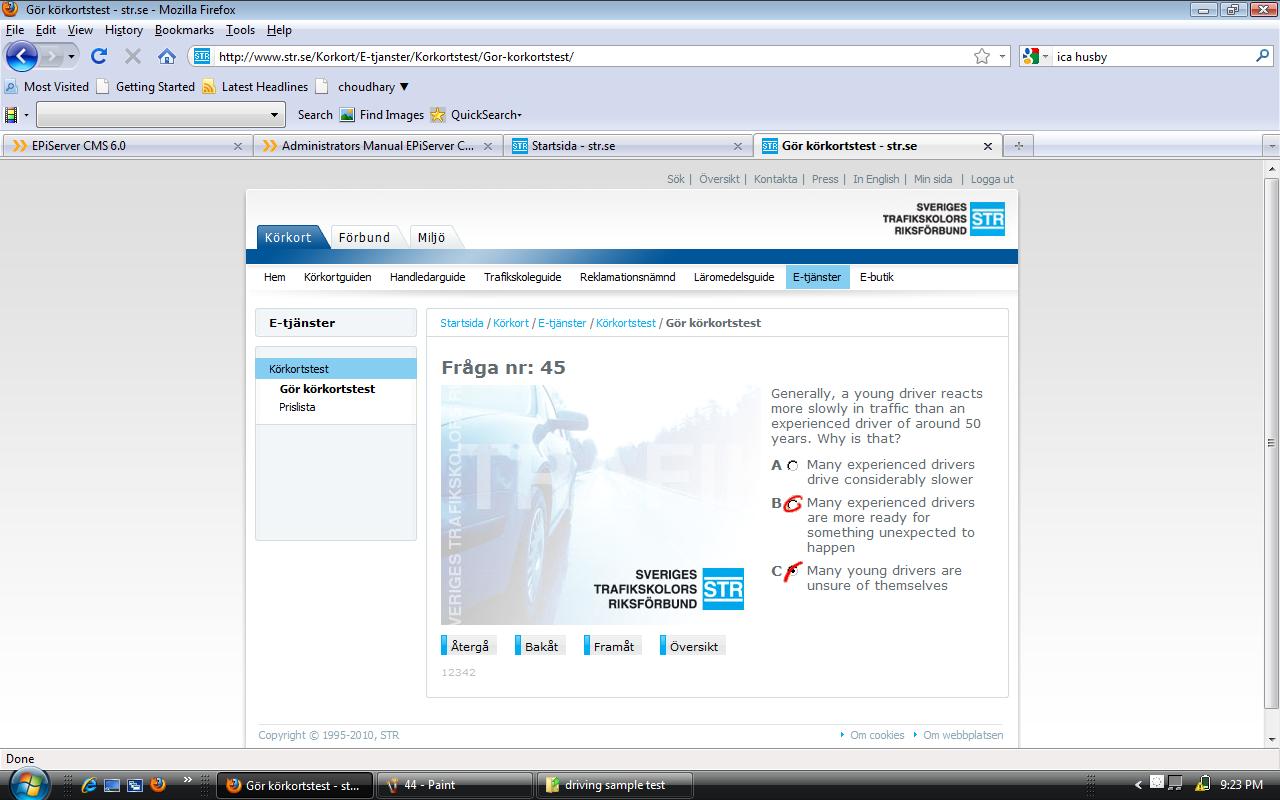 Gör körkortstest - str.se - Mozilla Firefox
File Edit View History Bookmarks Tools Help
STR http://www.str.se/Korkort/E-tjanster/Korkortstest/Gor-korkortstest/ ica husby
Most Visited Getting Started Latest Headlines choudhary
Search Find Images QuickSearch
EPiServer CMS 6.0 Administrators Manual EPiServer C... STR Startsida - str.se STR Gör körkortstest - str.se
Sök | Översikt | Kontakta | Press | In English | Min sida | Logga ut
SVERIGES
TRAFIKSKOLORS STR
RIKSFÖRBUND
Körkort Förbund Miljö
Hem Körkortguiden Handledarguide Trafikskoleguide Reklamationsnämnd Läromedelsguide E-tjänster E-butik
E-tjänster
Körkortstest
Gör körkortstest
Prislista
Startsida / Körkort / E-tjänster / Körkortstest / Gör körkortstest
Fråga nr: 45
VERIGES TRAFIKSKOLORS R
TRAFI
SVERIGES
TRAFIKSKOLORS STR
RIKSFÖRBUND
Generally, a young driver reacts
more slowly in traffic than an
experienced driver of around 50
years. Why is that?
A Many experienced drivers
drive considerably slower
B Many experienced drivers
are more ready for
something unexpected to
happen
C Many young drivers are
unsure of themselves
Återgå Bakåt Framåt Översikt
12342
Copyright © 1995-2010, STR Om cookies Om webbplatsen
Done
Gör körkortstest - st... 44 - Paint driving sample test 9:23 PM